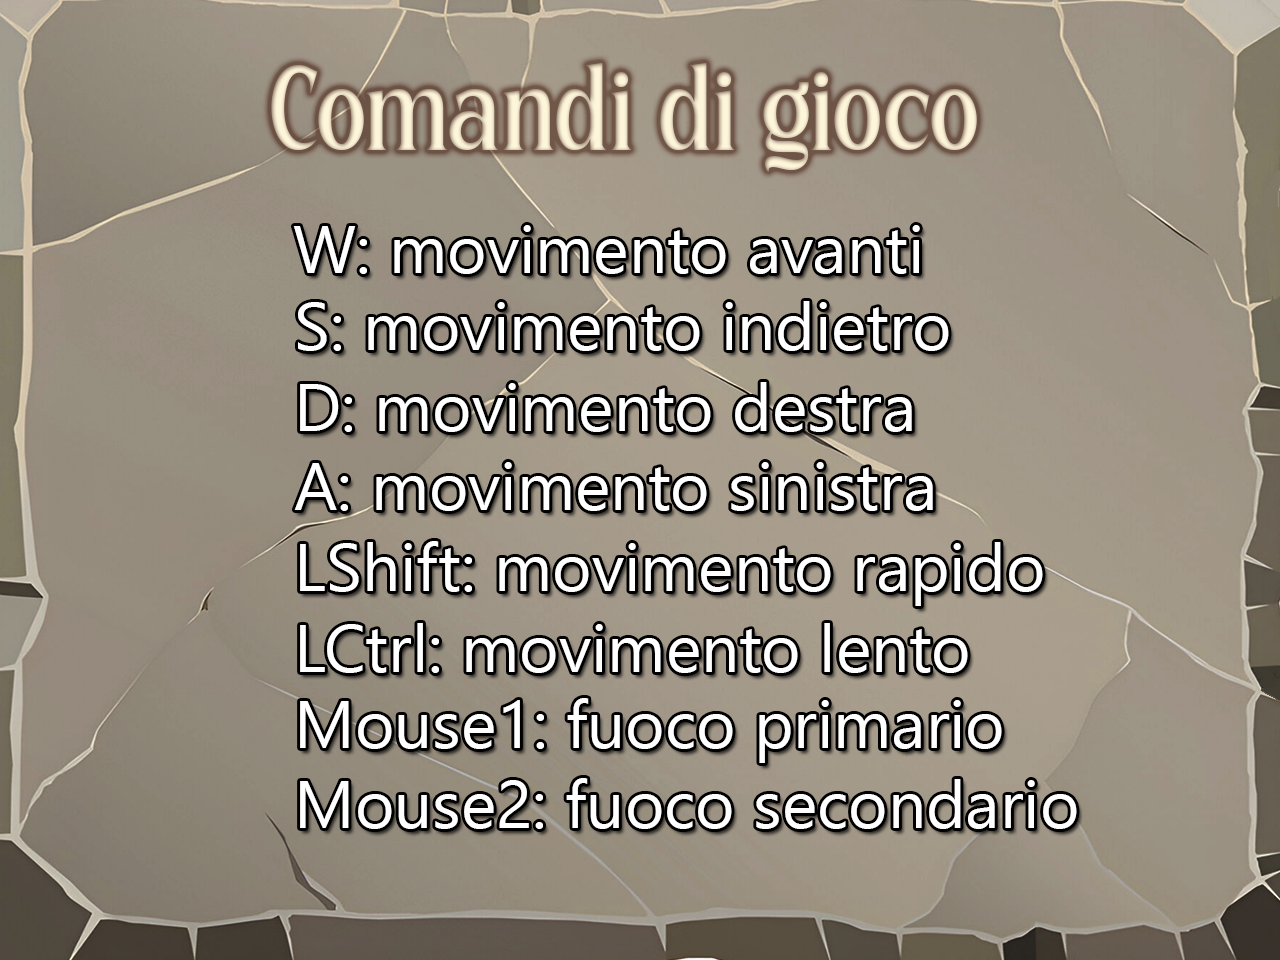 Comandi di gioco
W: movimento avanti
S: movimento indietro
D: movimento destra
A: movimento sinistra
LShift: movimento rapido
LCtrl: movimento lento
Mouse1: fuoco primario
Mouse2: fuoco secondario